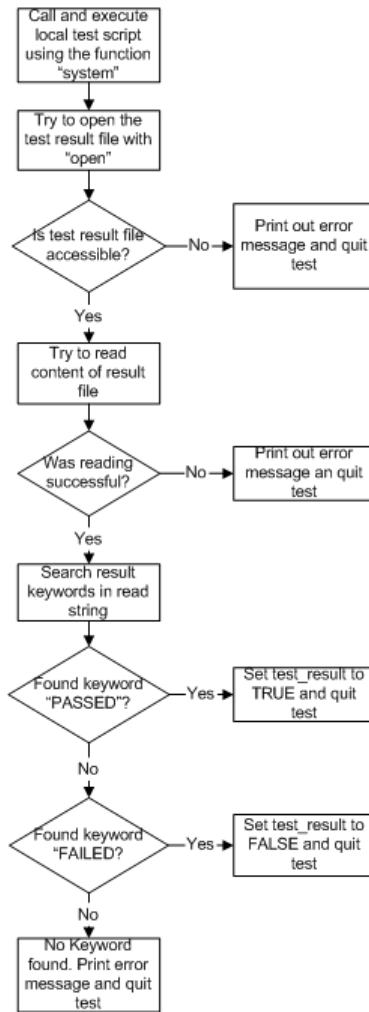 Call and execute
local test script
using the function
“system”
Try to open the
test result file with
“open”
Is test result file
accessible?
No
Print out error
message and quit
test
Yes
Try to read
content of result
file
Was reading
successful?
No
Print out error
message an quit
test
Yes
Search result
keywords in read
string
Found keyword
“PASSED”?
Yes
Set test_result to
TRUE and quit
test
No
Found keyword
“FAILED?
Yes
Set test_result to
FALSE and quit
test
No
No Keyword
found. Print error
message and quit
test